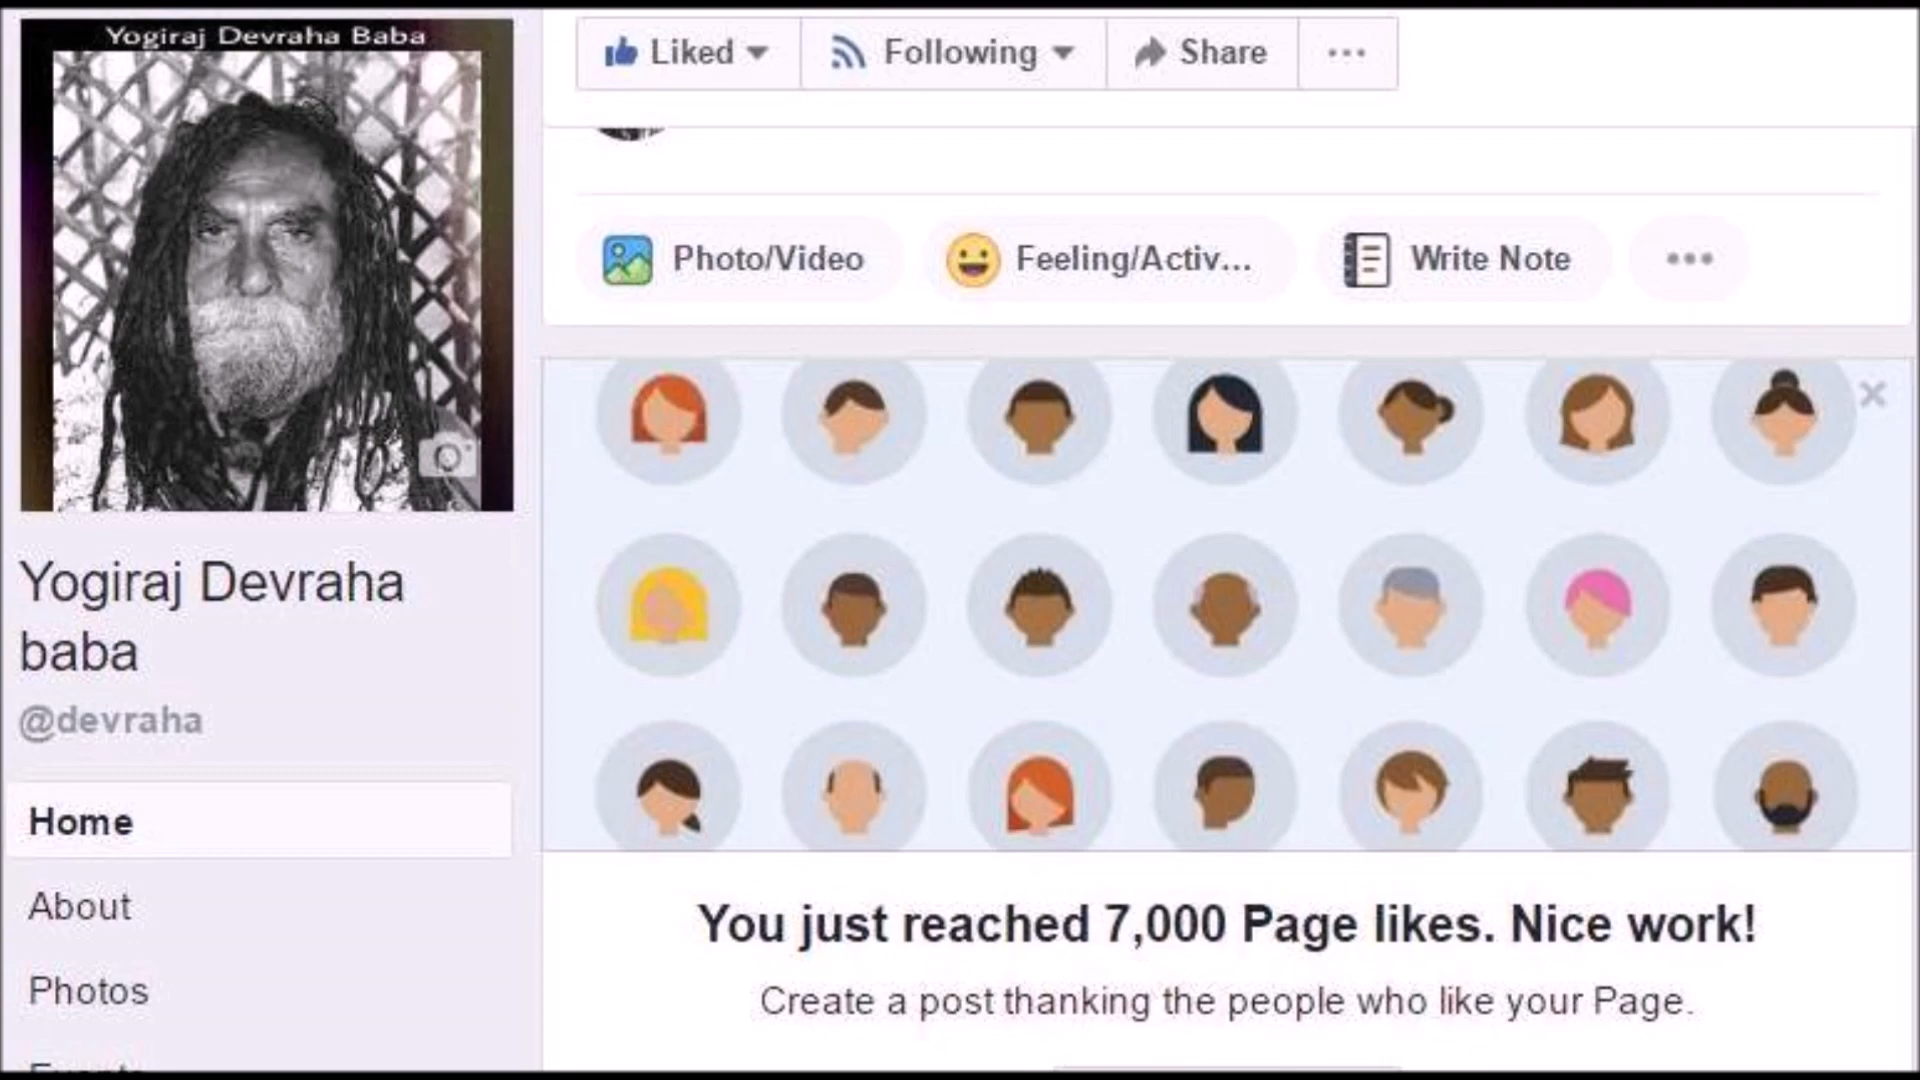 Yogiraj Devraha Baba
Yogiraj Devraha
baba
@devraha
Home
About
Photos
Liked
Following
Share
Photo/Video
Feeling/Activ...
Write Note
You just reached 7,000 Page likes. Nice work!
Create a post thanking the people who like your Page.